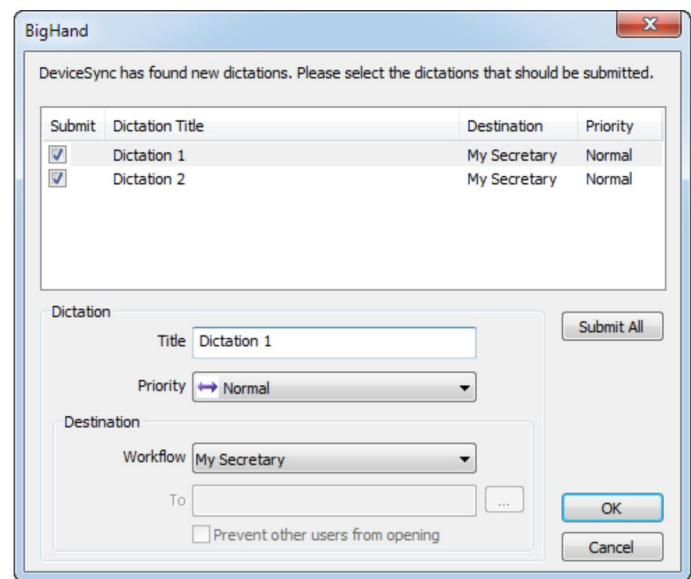 BigHand
DeviceSync has found new dictations. Please select the dictations that should be submitted.
Submit Dictation Title Destination Priority
Dictation 1 My Secretary Normal
Dictation 2 My Secretary Normal
Dictation
Title Dictation 1
Submit All
Priority Normal
Destination
Workflow My Secretary
To ...
Prevent other users from opening
OK
Cancel